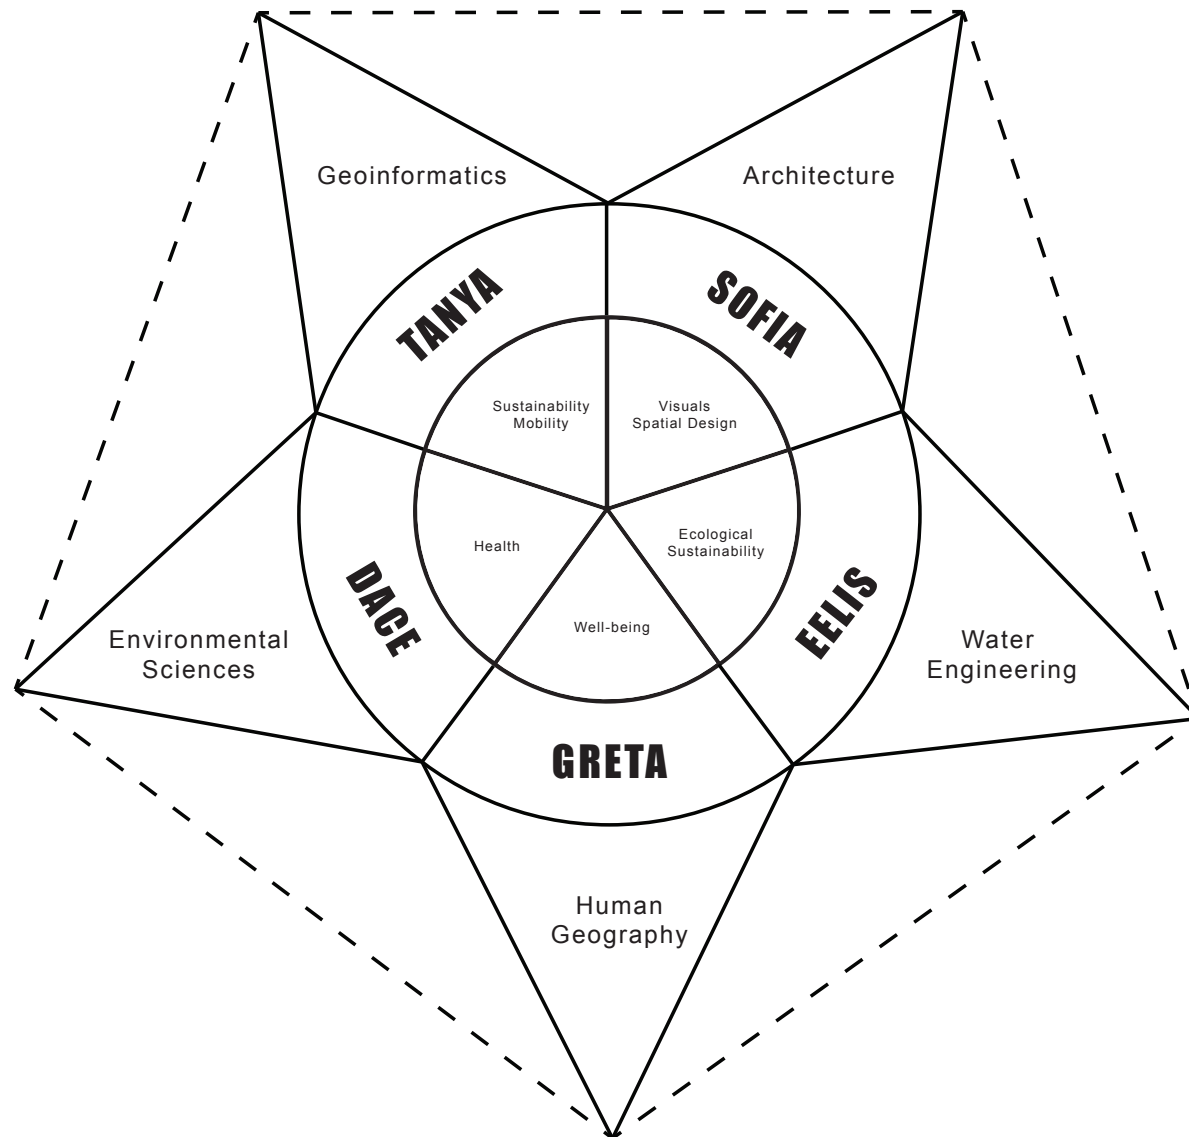 Geoinformatics
Architecture
TANYA
SOFIA
Sustainability
Mobility
Visuals
Spatial Design
Health
Ecological
Sustainability
Well-being
DACE
EELIS
Environmental
Sciences
Water
Engineering
GRETA
Human
Geography